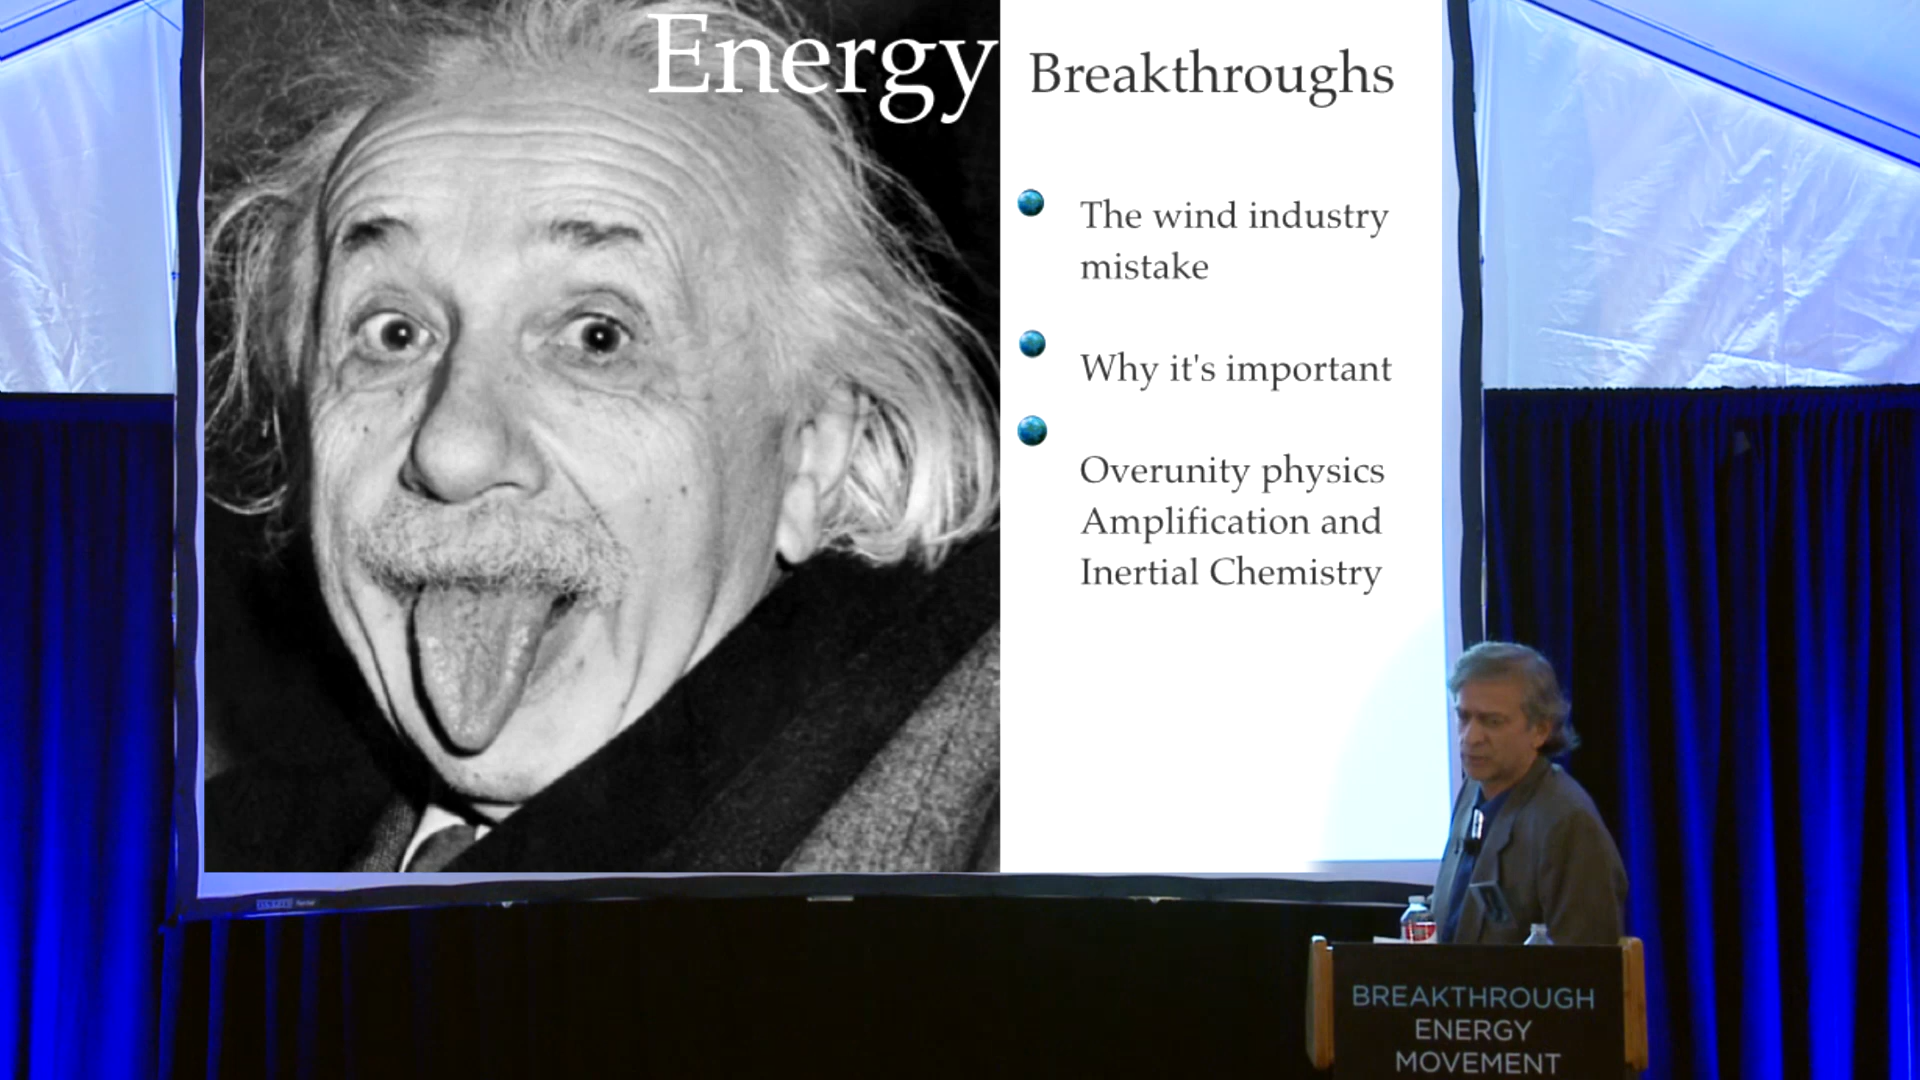 Energy Breakthroughs
The wind industry
mistake
Why it's important
Overunity physics
Amplification and
Inertial Chemistry
BREAKTHROUGH
ENERGY
MOVEMENT